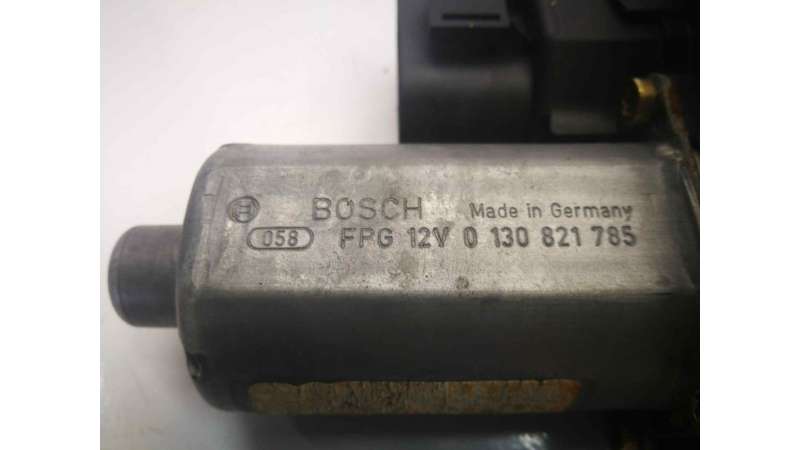 BOSCH Made in Germany
058 FPG 12V 0 130 821 785